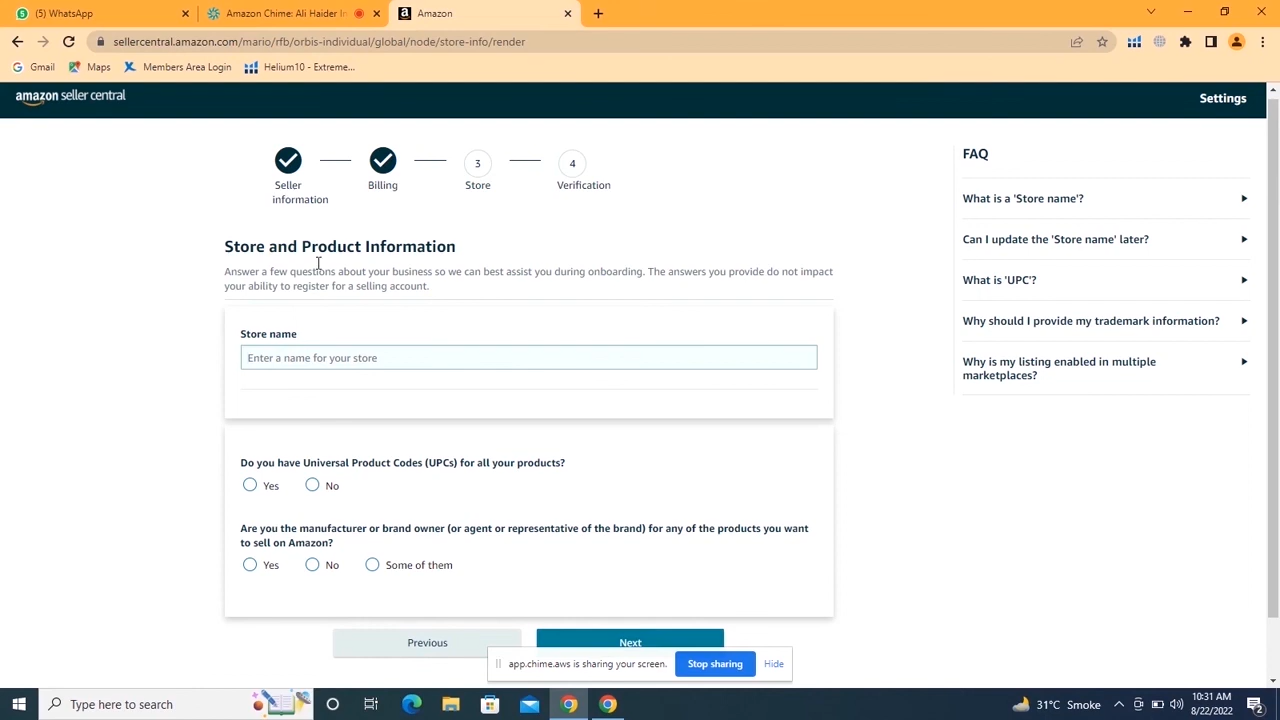 (5) WhatsApp
Amazon Chime: Ali Haider In
Amazon
sellercentral.amazon.com/mario/rfb/orbis-individual/global/node/store-info/render
Gmail
Maps
Members Area Login
Helium10 - Extreme...
amazon seller central
Settings
3
4
Seller information
Billing
Store
Verification
Store and Product Information
Answer a few questions about your business so we can best assist you during onboarding. The answers you provide do not impact
your ability to register for a selling account.
Store name
Enter a name for your store
Do you have Universal Product Codes (UPCs) for all your products?
Yes
No
Are you the manufacturer or brand owner (or agent or representative of the brand) for any of the products you want
to sell on Amazon?
Yes
No
Some of them
Previous
Next
FAQ
What is a 'Store name'?
Can I update the 'Store name' later?
What is 'UPC'?
Why should I provide my trademark information?
Why is my listing enabled in multiple
marketplaces?
app.chime.aws is sharing your screen.
Stop sharing
Hide
Type here to search
31°C Smoke
10:31 AM
8/22/2022
2